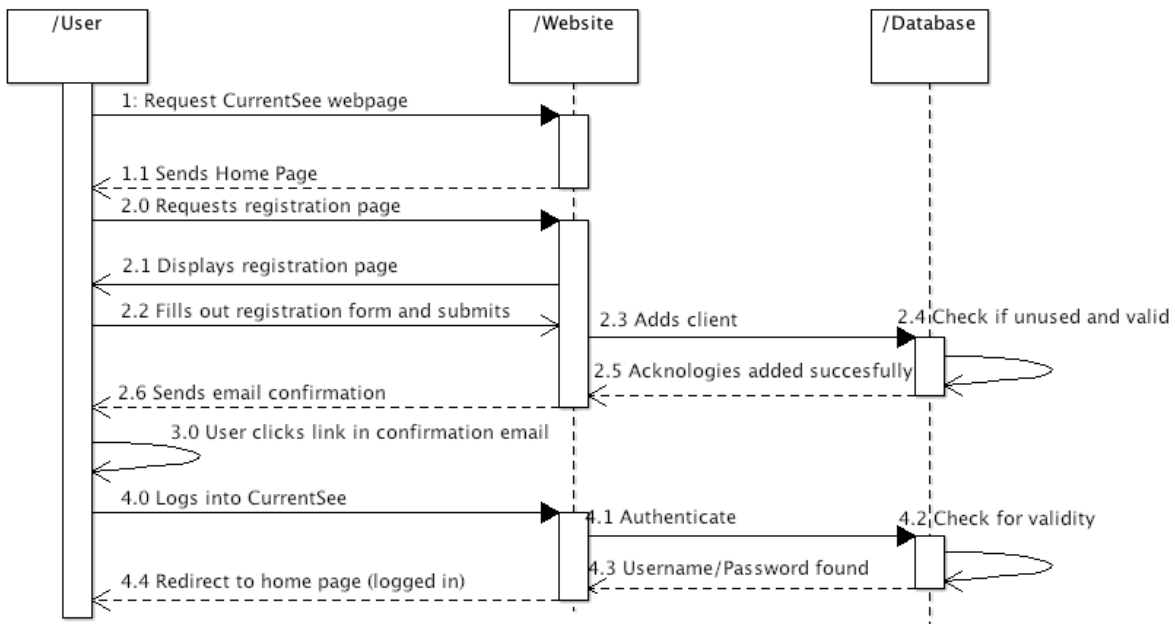 /User
/Website
/Database
1: Request CurrentSee webpage
1.1 Sends Home Page
2.0 Requests registration page
2.1 Displays registration page
2.2 Fills out registration form and submits
2.3 Adds client
2.4 Check if unused and valid
2.5 Acknologies added succesfully
2.6 Sends email confirmation
3.0 User clicks link in confirmation email
4.0 Logs into CurrentSee
4.1 Authenticate
4.2 Check for validity
4.3 Username/Password found
4.4 Redirect to home page (logged in)